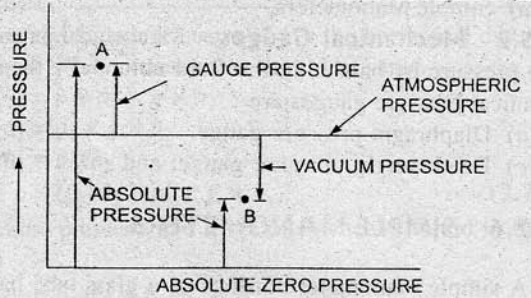 A
GAUGE PRESSURE
ATMOSPHERIC
PRESSURE
PRESSURE
VACUUM PRESSURE
ABSOLUTE
PRESSURE
B
ABSOLUTE ZERO PRESSURE